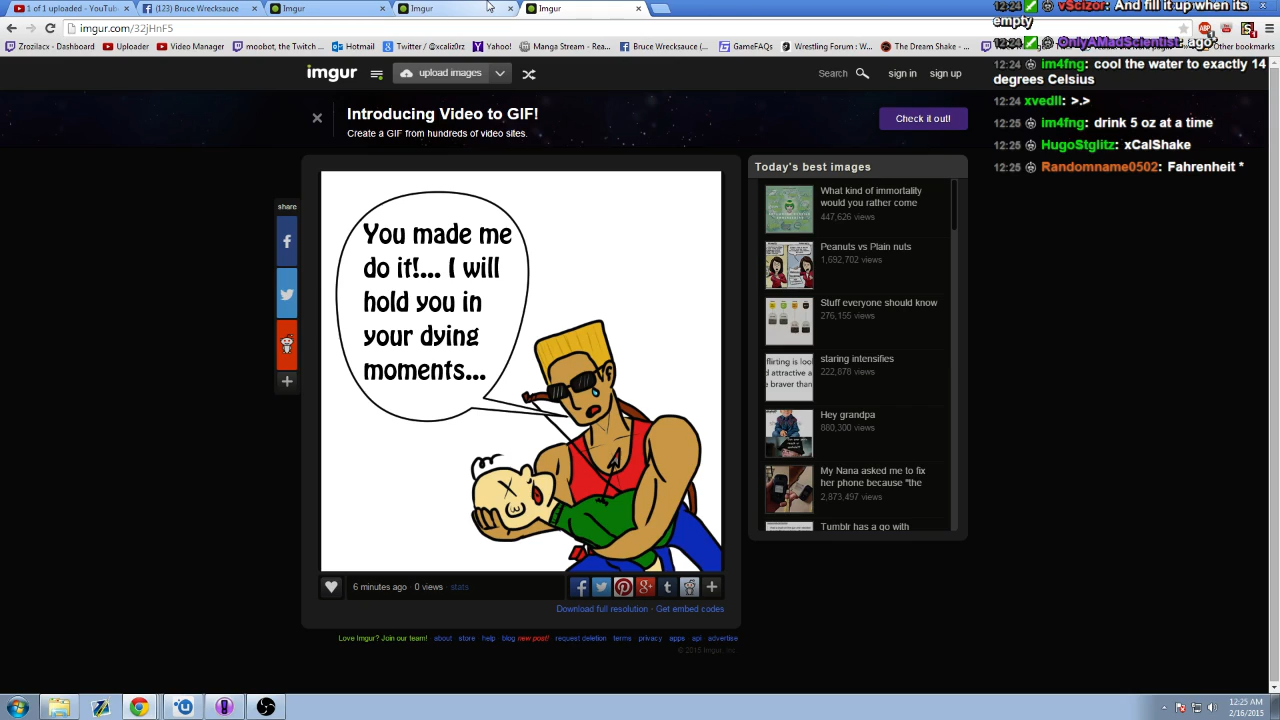 1 of 1 uploaded - YouTub
(123) Bruce Wrecksauce
Imgur
Imgur
Imgur
imgur.com/32jHnF5
Zrozilacx - Dashboard
Uploader
Video Manager
moobot, the Twitch
Hotmail
Twitter / @xcaliz0rz
Yahoo!
Manga Stream - Rea...
Bruce Wrecksauce (2)
GameFAQs
Wrestling Forum - W...
The Dream Shake - ...
Other bookmarks
imgur
upload images
Search
sign in
sign up
Introducing Video to GIF!
Create a GIF from hundreds of video sites.
Check it out!
share
You made me
do it!... I will
hold you in
your dying
moments...
6 minutes ago · 0 views · stats
Download full resolution - Get embed codes
Love Imgur? Join our team! about store help blog new post! request deletion terms privacy apps api advertise
© 2015 Imgur, Inc
Today's best images
What kind of immortality
would you rather come
447,626 views
Peanuts vs Plain nuts
1,692,702 views
Stuff everyone should know
276,155 views
staring intensifies
222,878 views
Hey grandpa
880,300 views
My Nana asked me to fix
her phone because "the
2,873,497 views
Tumblr has a go with
12:24 vScizor: And fill it up when its
empty
12:24 OnlyAMadScientist: ago
12:24 im4fng: cool the water to exactly 14
degrees Celsius
12:24 xvedll: >.>
12:25 im4fng: drink 5 oz at a time
12:25 HugoStglitz: xCalShake
12:25 Randomname0502: Fahrenheit *
12:25 AM
2/16/2015